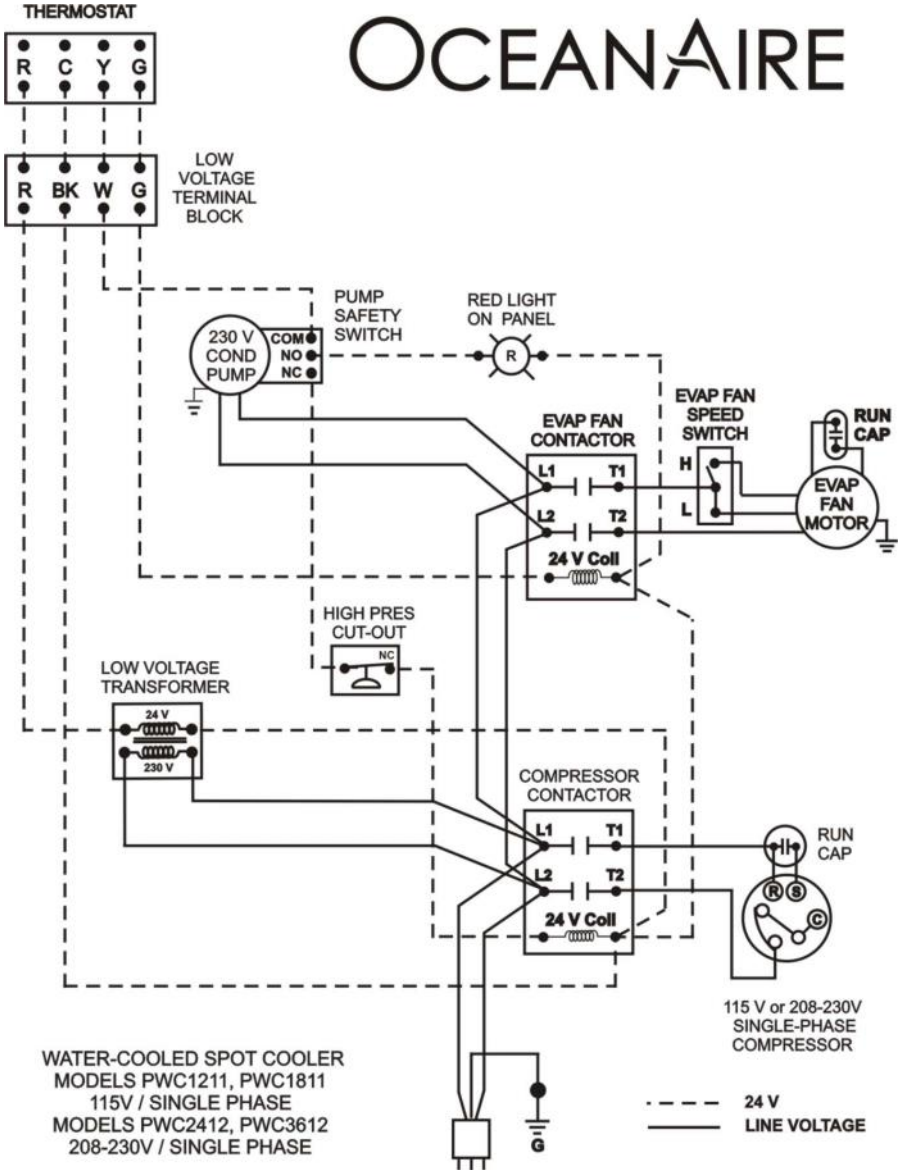 THERMOSTAT
OCEANAIRE
R C Y G
R BK W G
LOW
VOLTAGE
TERMINAL
BLOCK
PUMP
SAFETY
SWITCH
RED LIGHT
ON PANEL
230 V
COND
PUMP
COM
NO
NC
R
EVAP FAN
CONTACTOR
EVAP FAN
SPEED
SWITCH
RUN
CAP
L1 T1
L2 T2
24 V Coil
H
L
EVAP
FAN
MOTOR
HIGH PRES
CUT-OUT
NC
LOW VOLTAGE
TRANSFORMER
24 V
230 V
COMPRESSOR
CONTACTOR
L1 T1
L2 T2
24 V Coil
RUN
CAP
R S
C
115 V or 208-230V
SINGLE-PHASE
COMPRESSOR
WATER-COOLED SPOT COOLER
MODELS PWC1211, PWC1811
115V / SINGLE PHASE
MODELS PWC2412, PWC3612
208-230V / SINGLE PHASE
G
24 V
LINE VOLTAGE